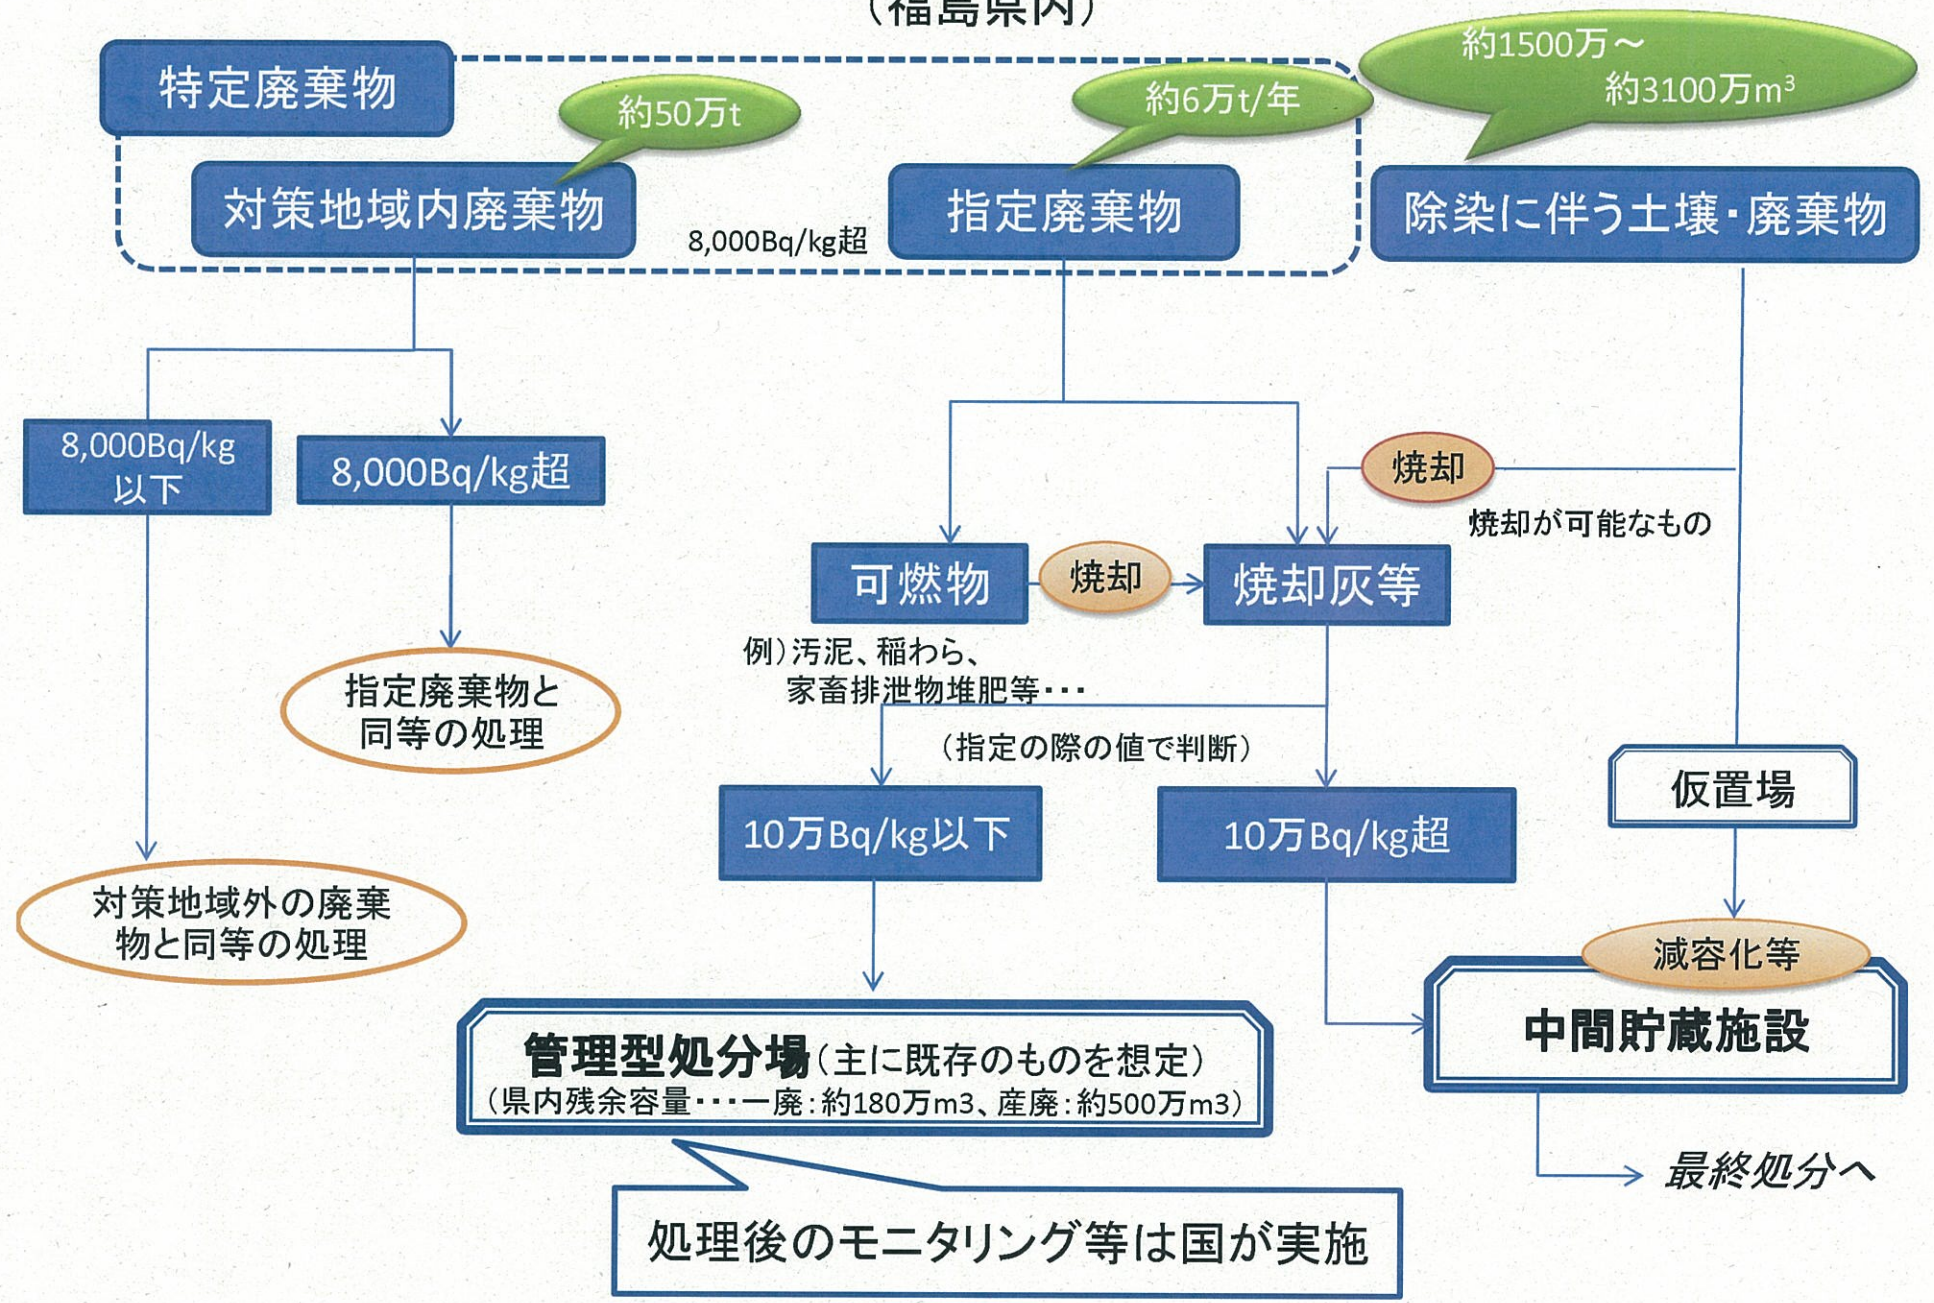 （福島県内）
特定廃棄物
約50万t
約6万t/年
約1500万～
約3100万m³
対策地域内廃棄物
8,000Bq/kg超
指定廃棄物
除染に伴う土壌・廃棄物
8,000Bq/kg
以下
8,000Bq/kg超
焼却
焼却が可能なもの
可燃物
焼却
焼却灰等
例）汚泥、稲わら、
家畜排泄物堆肥等・・・
指定廃棄物と
同等の処理
（指定の際の値で判断）
仮置場
10万Bq/kg以下
10万Bq/kg超
対策地域外の廃棄
物と同等の処理
減容化等
中間貯蔵施設
管理型処分場（主に既存のものを想定）
（県内残余容量・・・一廃：約180万m3、産廃：約500万m3）
最終処分へ
処理後のモニタリング等は国が実施